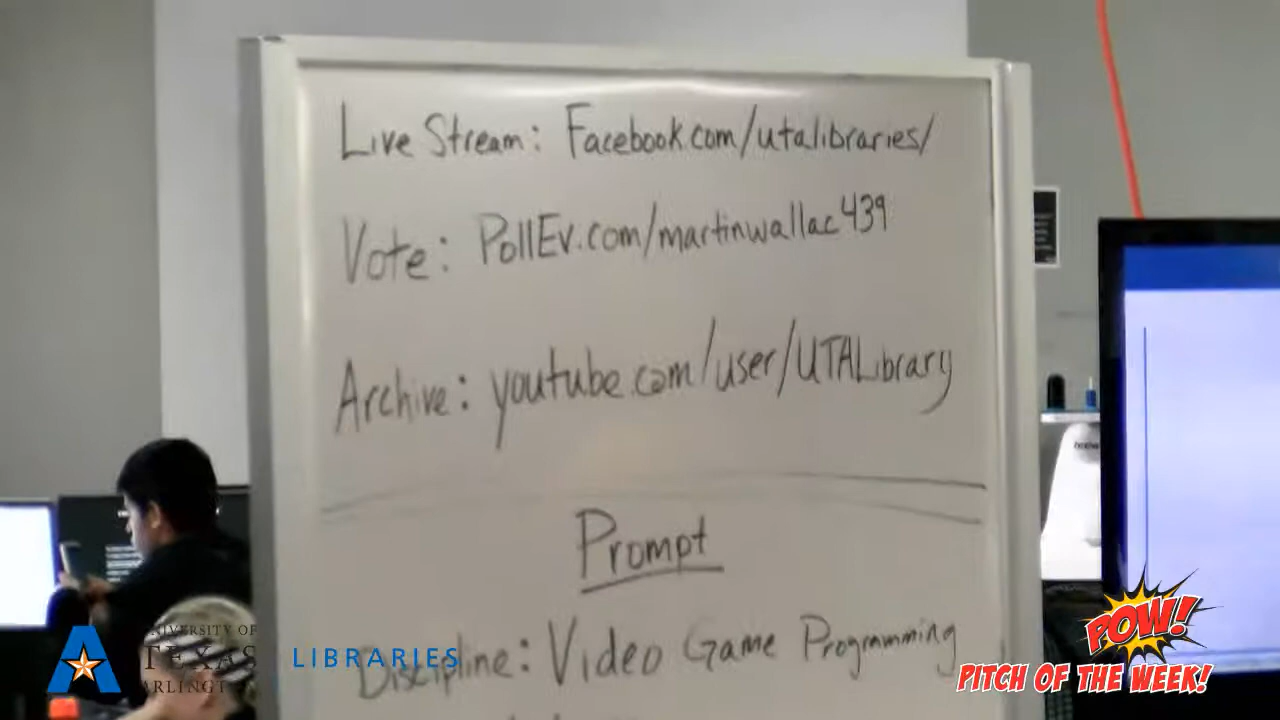 Live Stream: Facebook.com/utalibraries/
Vote: PollEv.com/martinwallac439
Archive: youtube.com/user/UTALibrary
Prompt
Discipline: Video Game Programming
UNIVERSITY OF
TEXAS
ARLINGTON
LIBRARIES
POW!
PITCH OF THE WEEK!